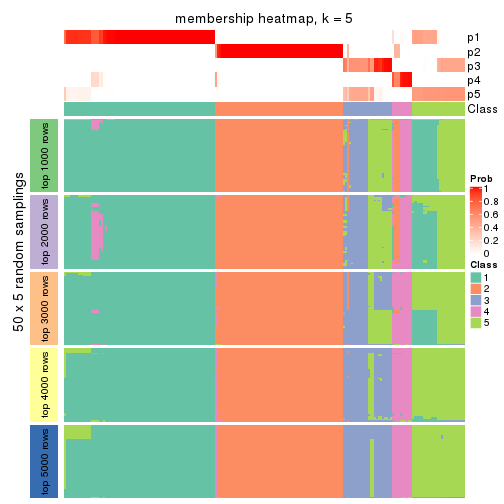 membership heatmap, k = 5
p1
p2
p3
p4
p5
Class
50 x 5 random samplings
top 1000 rows
top 2000 rows
top 3000 rows
top 4000 rows
top 5000 rows
Prob
1
0.8
0.6
0.4
0.2
0
Class
1
2
3
4
5